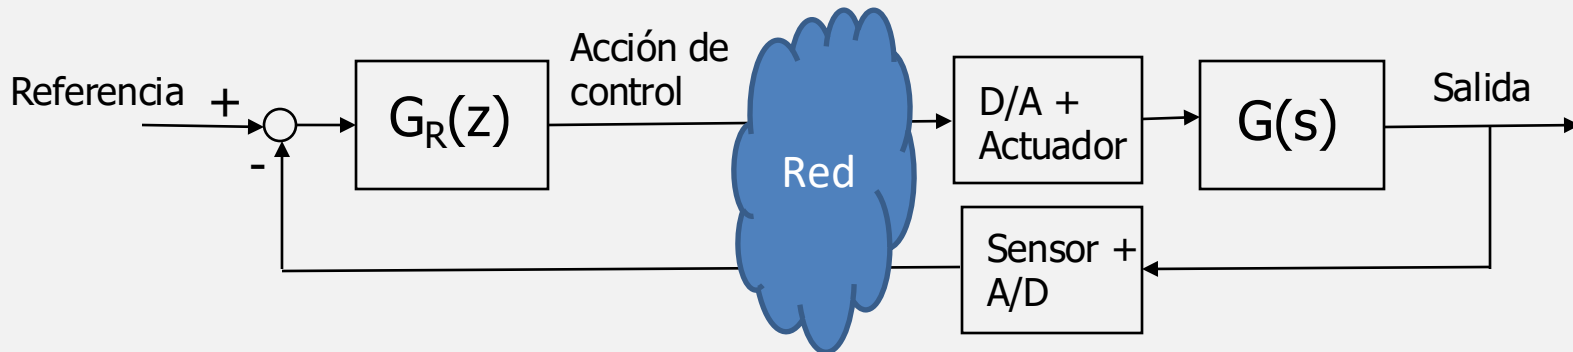 Referencia
+
-
G_R(z)
Acción de
control
Red
D/A +
Actuador
G(s)
Salida
Sensor +
A/D